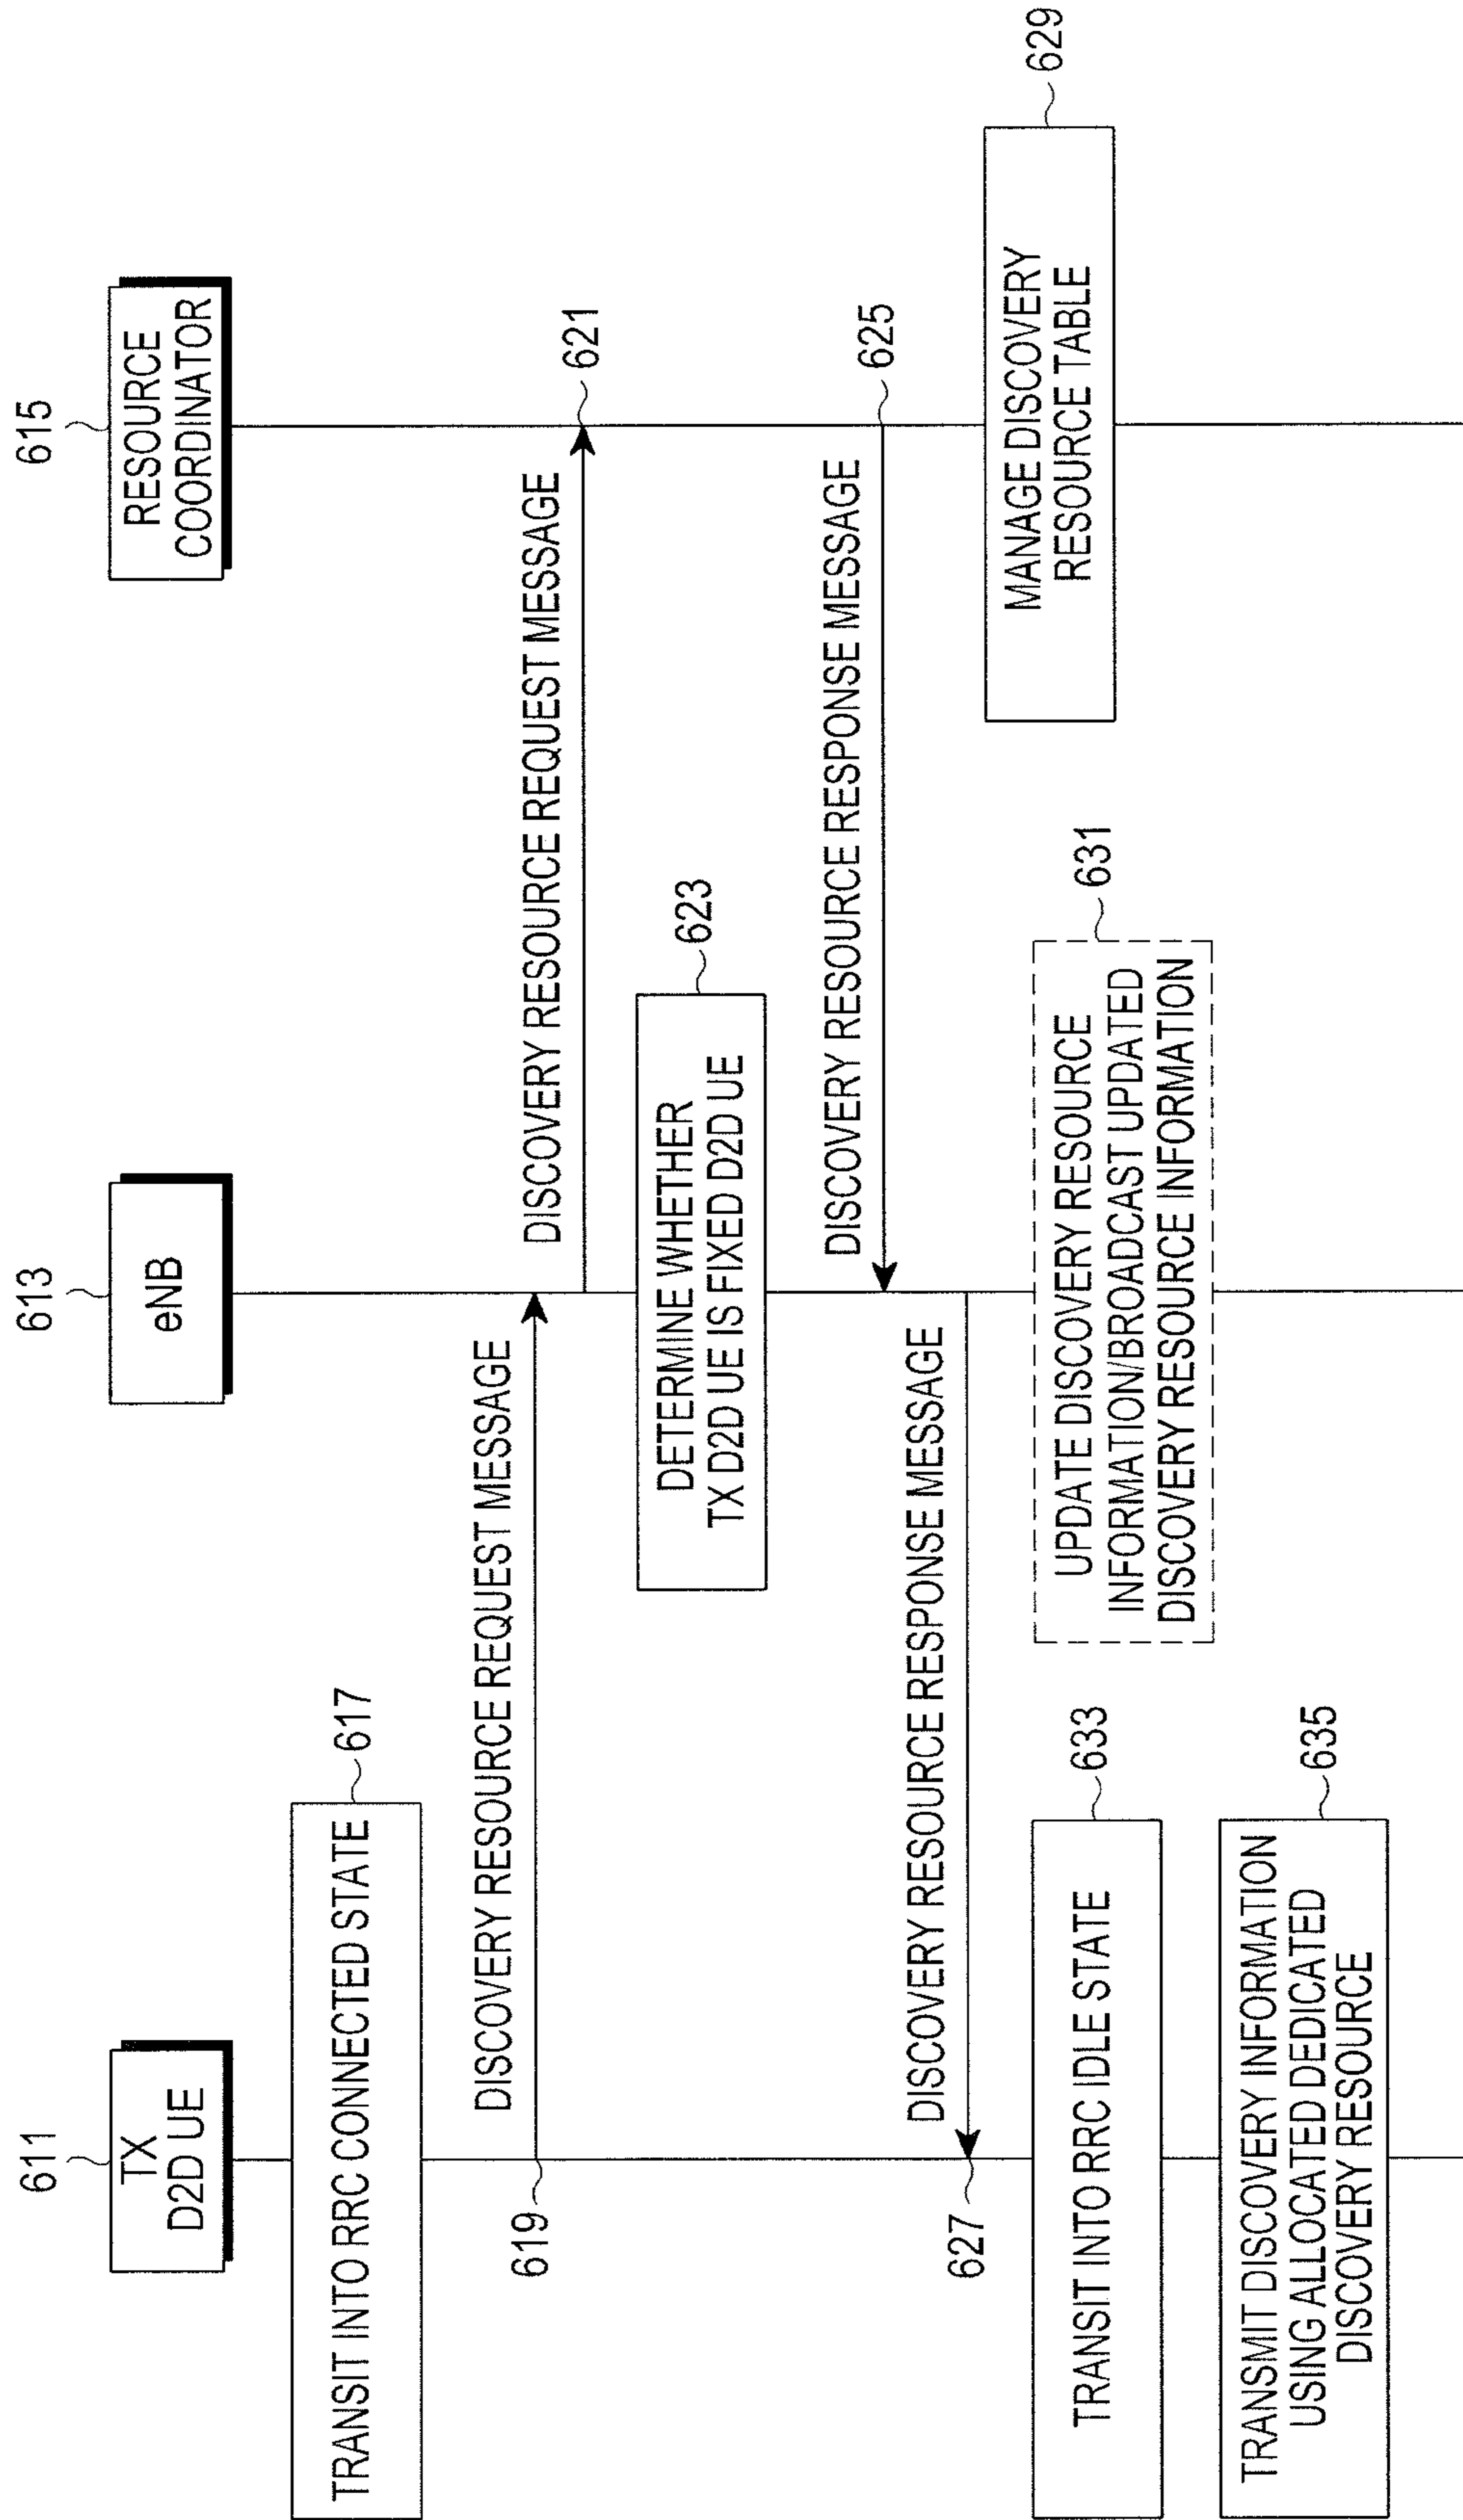 611
TX
D2D UE
613
eNB
615
RESOURCE
COORDINATOR
TRANSIT INTO RRC CONNECTED STATE
617
DISCOVERY RESOURCE REQUEST MESSAGE
619
DISCOVERY RESOURCE REQUEST MESSAGE
621
DETERMINE WHETHER
TX D2D UE IS FIXED D2D UE
623
DISCOVERY RESOURCE RESPONSE MESSAGE
625
DISCOVERY RESOURCE RESPONSE MESSAGE
627
MANAGE DISCOVERY
RESOURCE TABLE
629
UPDATE DISCOVERY RESOURCE
INFORMATION/BROADCAST UPDATED
DISCOVERY RESOURCE INFORMATION
631
TRANSIT INTO RRC IDLE STATE
633
TRANSMIT DISCOVERY INFORMATION
USING ALLOCATED DEDICATED
DISCOVERY RESOURCE
635